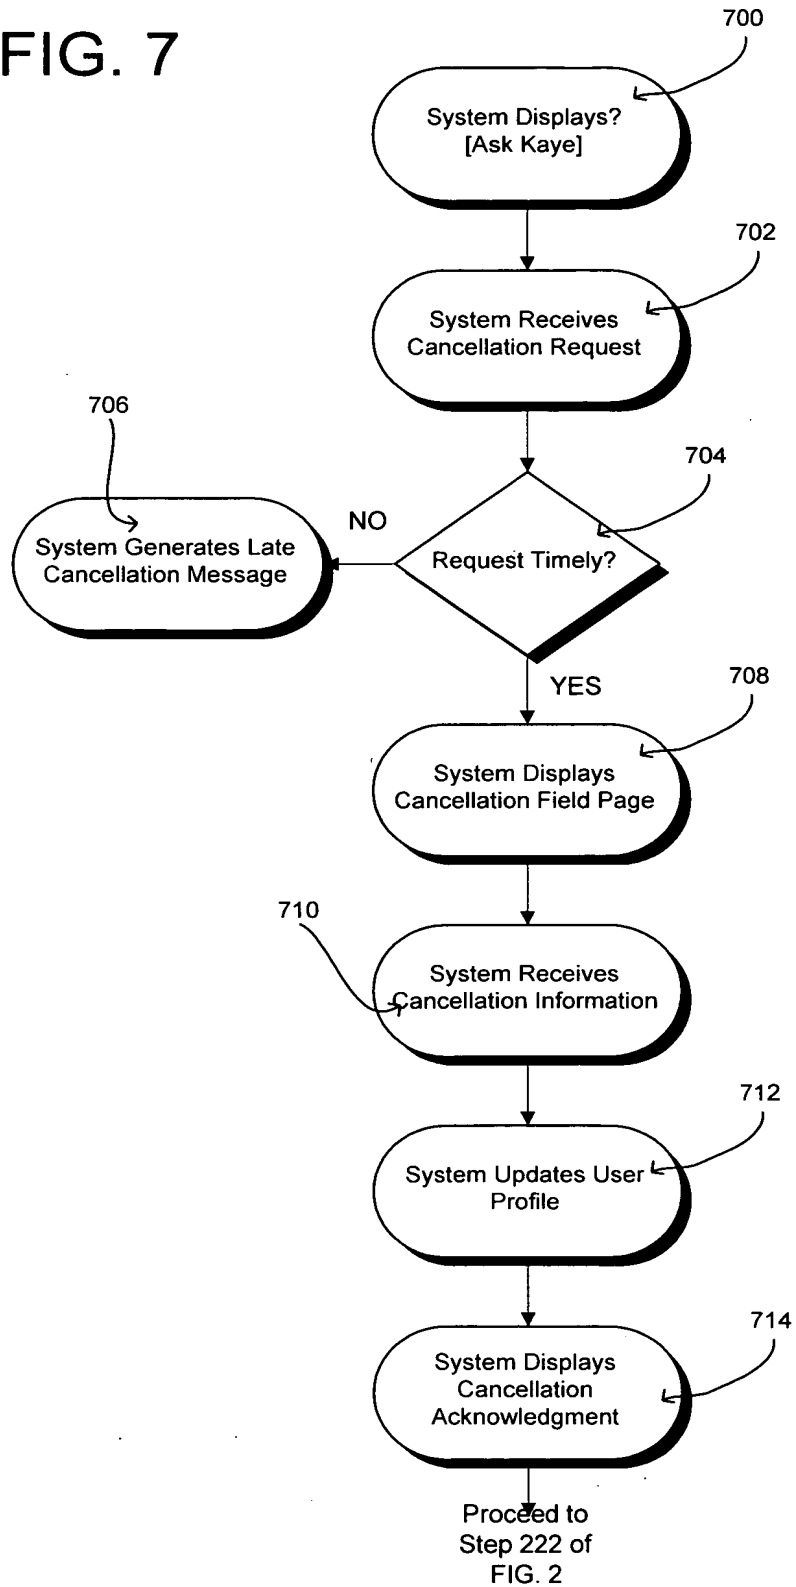 FIG. 7
700
System Displays?
[Ask Kaye]
702
System Receives
Cancellation Request
704
Request Timely?
NO
706
System Generates Late
Cancellation Message
YES
708
System Displays
Cancellation Field Page
710
System Receives
Cancellation Information
712
System Updates User
Profile
714
System Displays
Cancellation
Acknowledgment
Proceed to
Step 222 of
FIG. 2